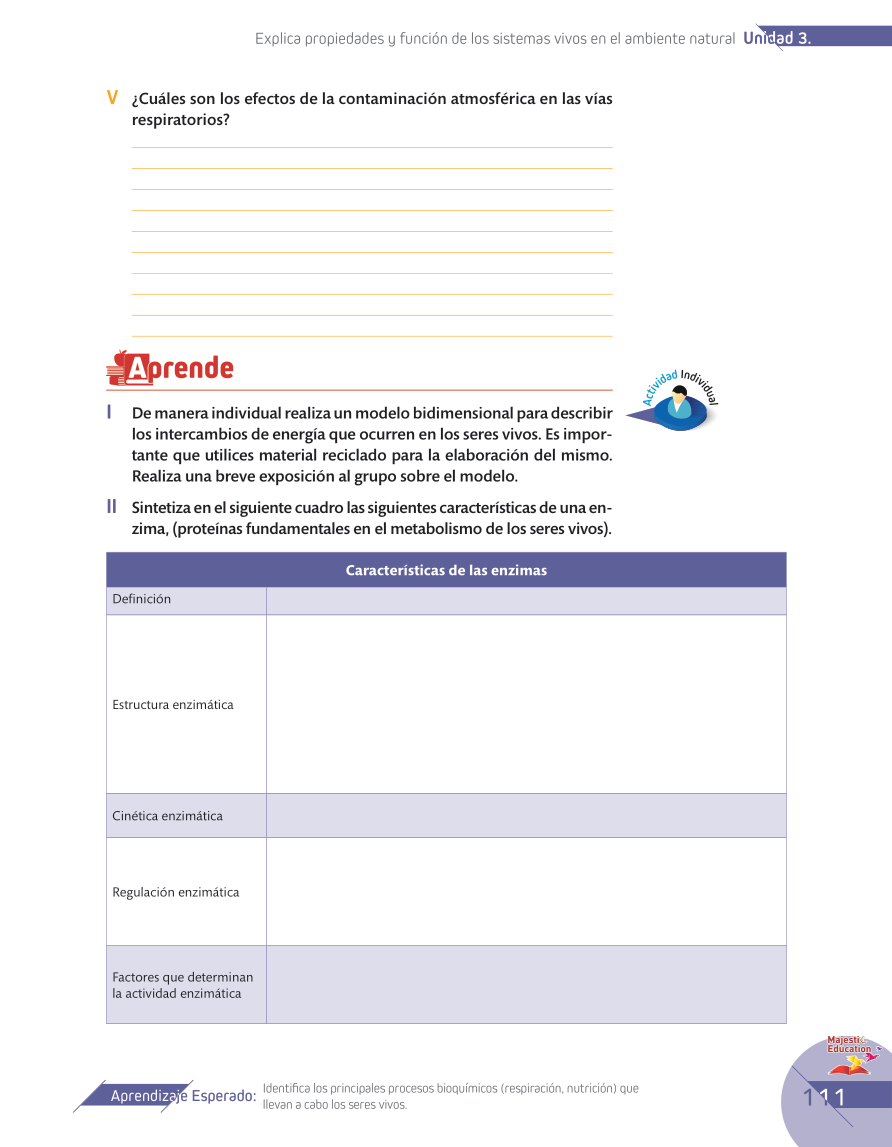 Explica propiedades y función de los sistemas vivos en el ambiente natural Unidad 3.
V ¿Cuáles son los efectos de la contaminación atmosférica en las vías
respiratorios?
Aprende
Actividad Individual
I De manera individual realiza un modelo bidimensional para describir
los intercambios de energía que ocurren en los seres vivos. Es impor-
tante que utilices material reciclado para la elaboración del mismo.
Realiza una breve exposición al grupo sobre el modelo.
II Sintetiza en el siguiente cuadro las siguientes características de una en-
zima, (proteínas fundamentales en el metabolismo de los seres vivos).
Características de las enzimas
Definición
Estructura enzimática
Cinética enzimática
Regulación enzimática
Factores que determinan
la actividad enzimática
Majestic
Education
Aprendizaje Esperado: Identifica los principales procesos bioquímicos (respiración, nutrición) que
llevan a cabo los seres vivos.
111